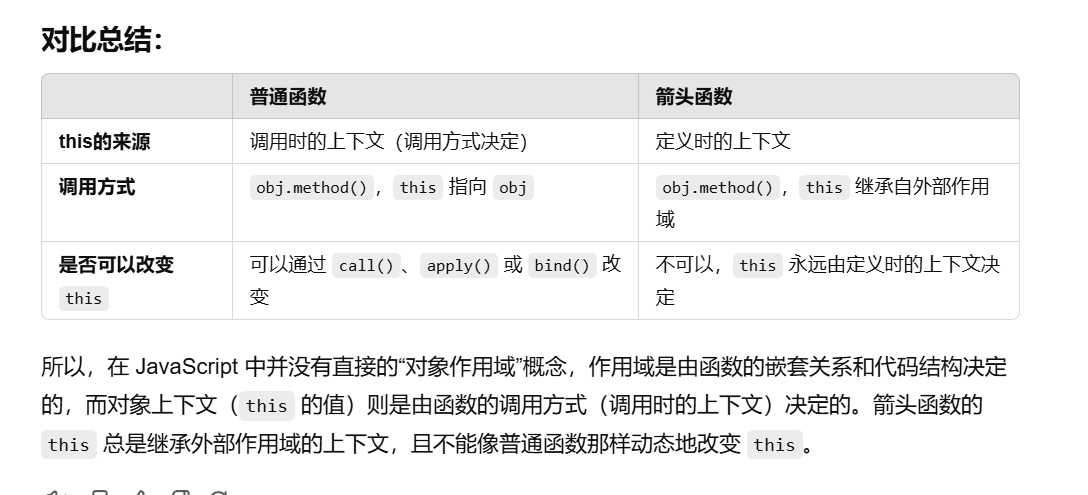 对比总结：
普通函数 箭头函数
this的来源 调用时的上下文（调用方式决定） 定义时的上下文
调用方式 obj.method()，this 指向 obj obj.method()，this 继承自外部作用
域
是否可以改变 可以通过 call()、apply() 或 bind() 改 不可以，this 永远由定义时的上下文决
this 变 定
所以，在 JavaScript 中并没有直接的“对象作用域”概念，作用域是由函数的嵌套关系和代码结构决定
的，而对象上下文（this 的值）则是由函数的调用方式（调用时的上下文）决定的。箭头函数的
this 总是继承外部作用域的上下文，且不能像普通函数那样动态地改变 this。